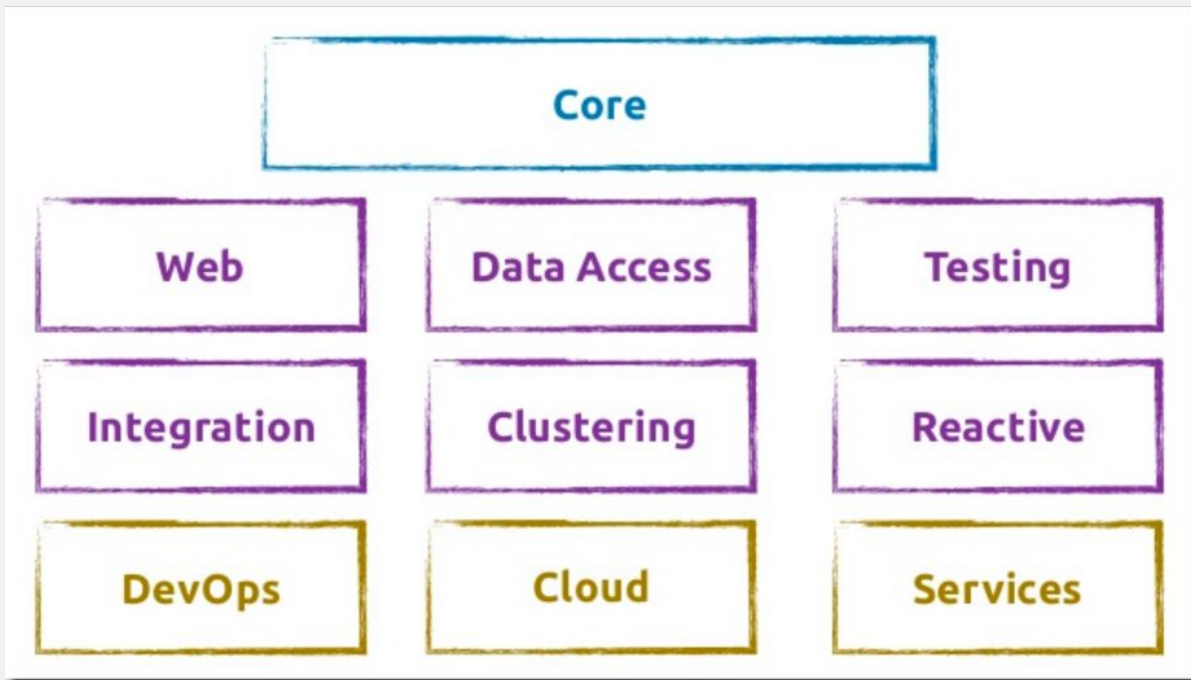 Core
Web
Data Access
Testing
Integration
Clustering
Reactive
DevOps
Cloud
Services